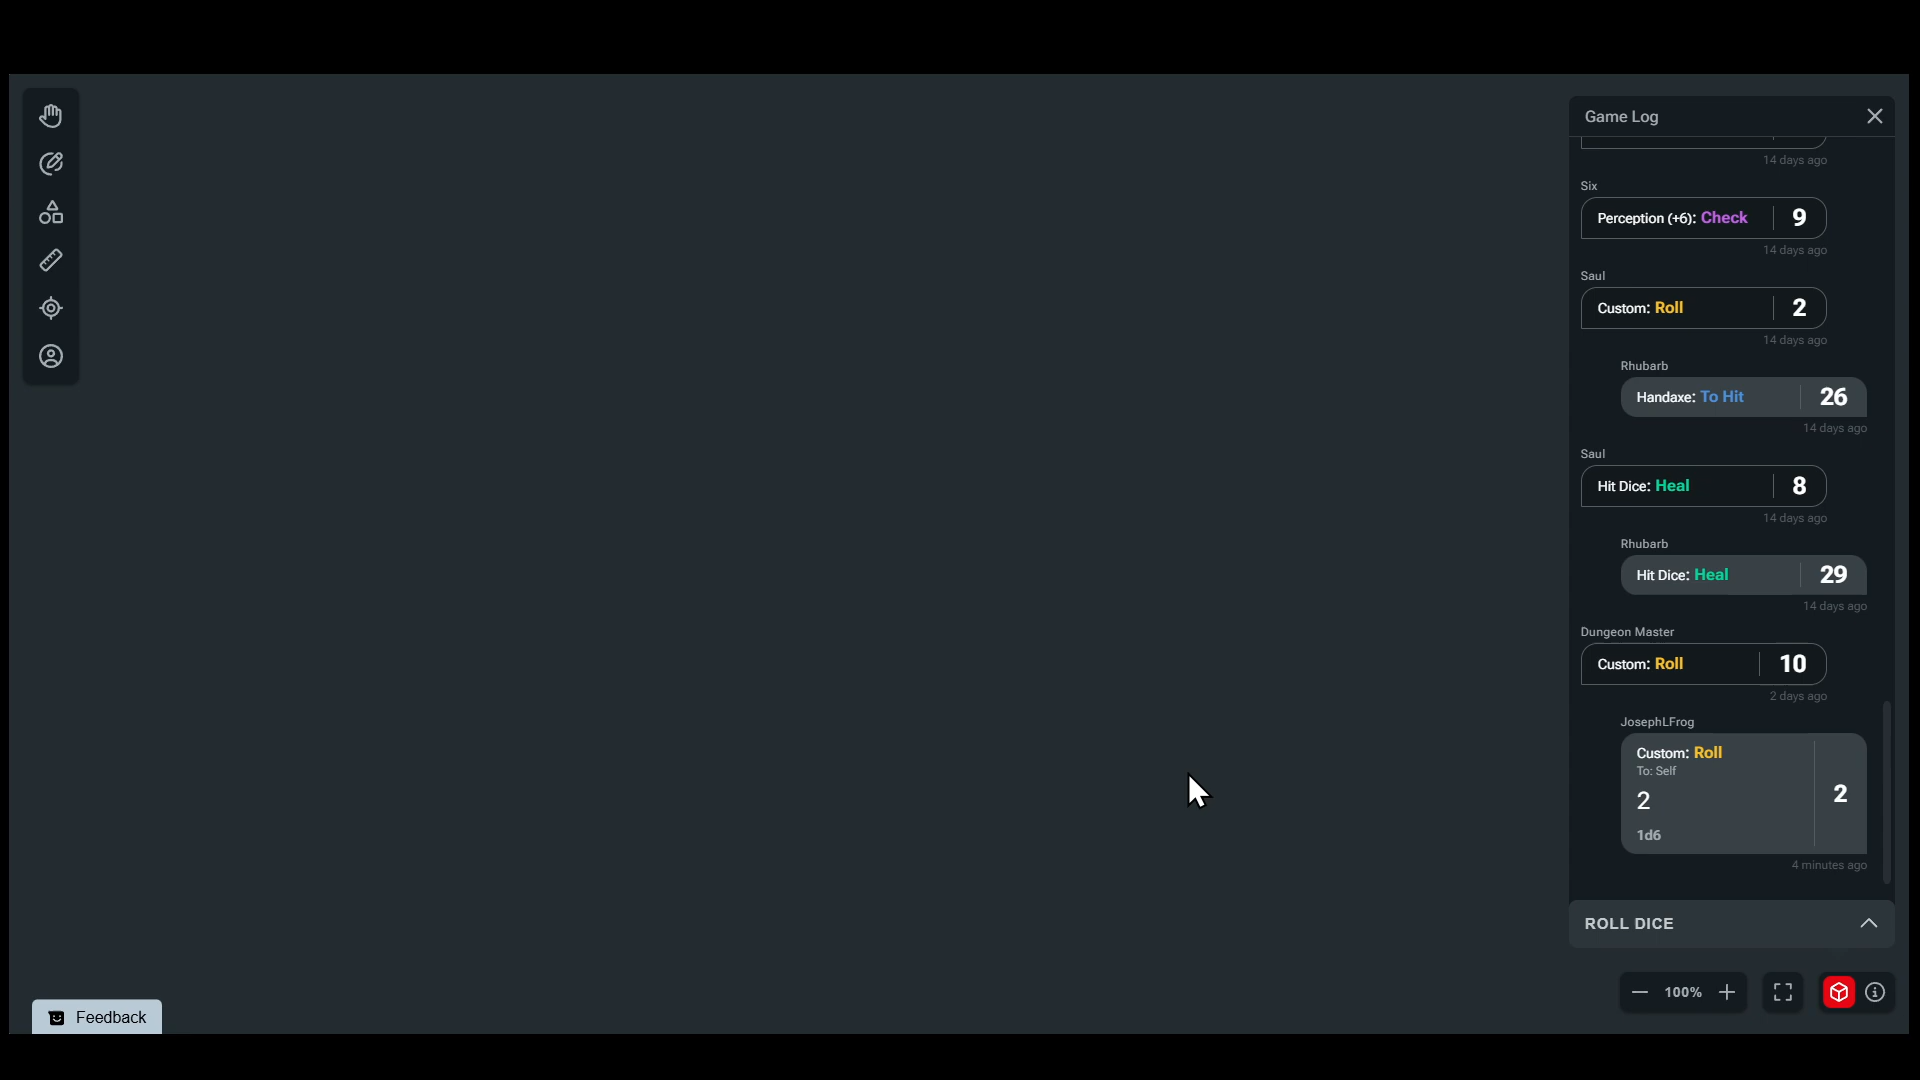 Game Log
14 days ago
Six
Perception (+6): Check 9
14 days ago
Saul
Custom: Roll 2
14 days ago
Rhubarb
Handaxe: To Hit 26
14 days ago
Saul
Hit Dice: Heal 8
14 days ago
Rhubarb
Hit Dice: Heal 29
14 days ago
Dungeon Master
Custom: Roll 10
2 days ago
JosephLFrog
Custom: Roll
To: Self
2
2
1d6
4 minutes ago
ROLL DICE
100%
Feedback